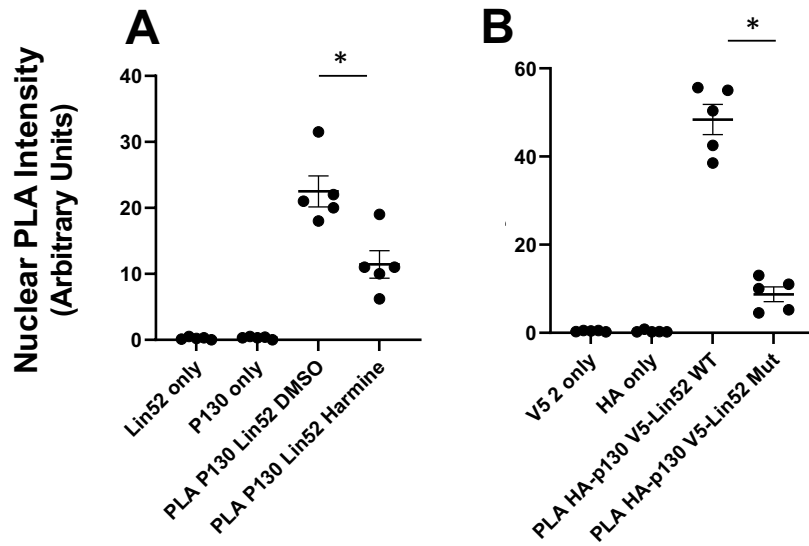 A
B
Nuclear PLA Intensity
(Arbitrary Units)
*
40
30
20
10
0
Lin52 only
P130 only
PLA P130 Lin52 DMSO
PLA P130 Lin52 Harmine
*
60
40
20
0
V5 2 only
HA only
PLA HA-p130 V5-Lin52 WT
PLA HA-p130 V5-Lin52 Mut